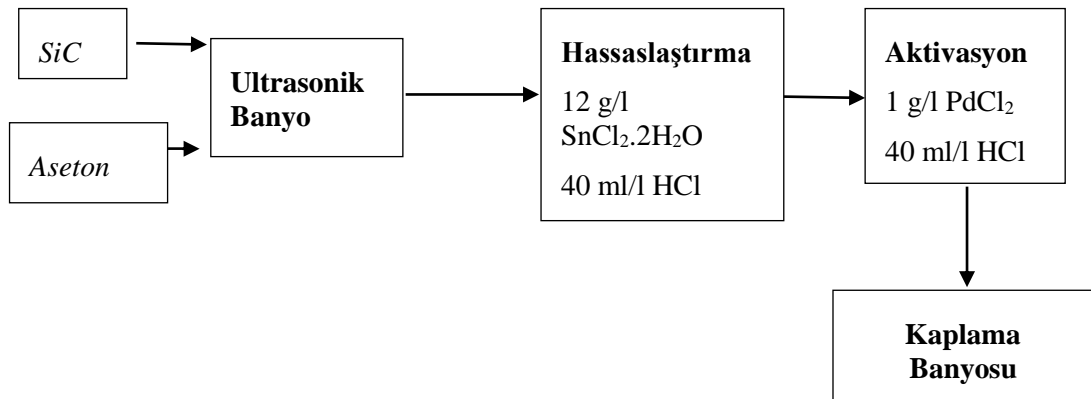 SiC
Aseton
Ultrasonik
Banyo
Hassaslaştırma
12 g/l
SnCl₂.2H₂O
40 ml/l HCl
Aktivasyon
1 g/l PdCl₂
40 ml/l HCl
Kaplama
Banyosu